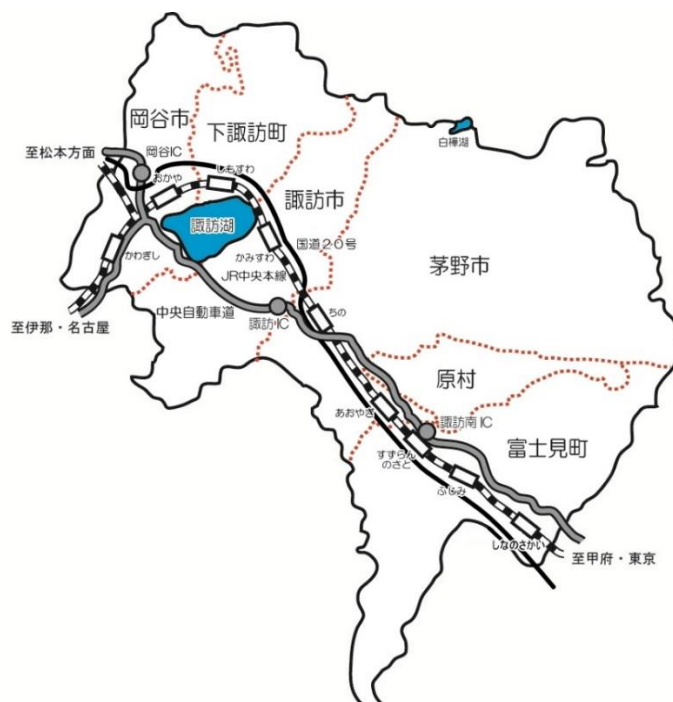 岡谷市
下諏訪町
白樺湖
至松本方面
岡谷IC
おかや
しもすわ
諏訪市
諏訪湖
国道20号
かわぎし
かみすわ
JR中央本線
茅野市
至伊那・名古屋
中央自動車道
諏訪IC
ちの
原村
あおやぎ
諏訪南IC
すずらん
のさと
富士見町
ふじみ
しなのさかい
至甲府・東京